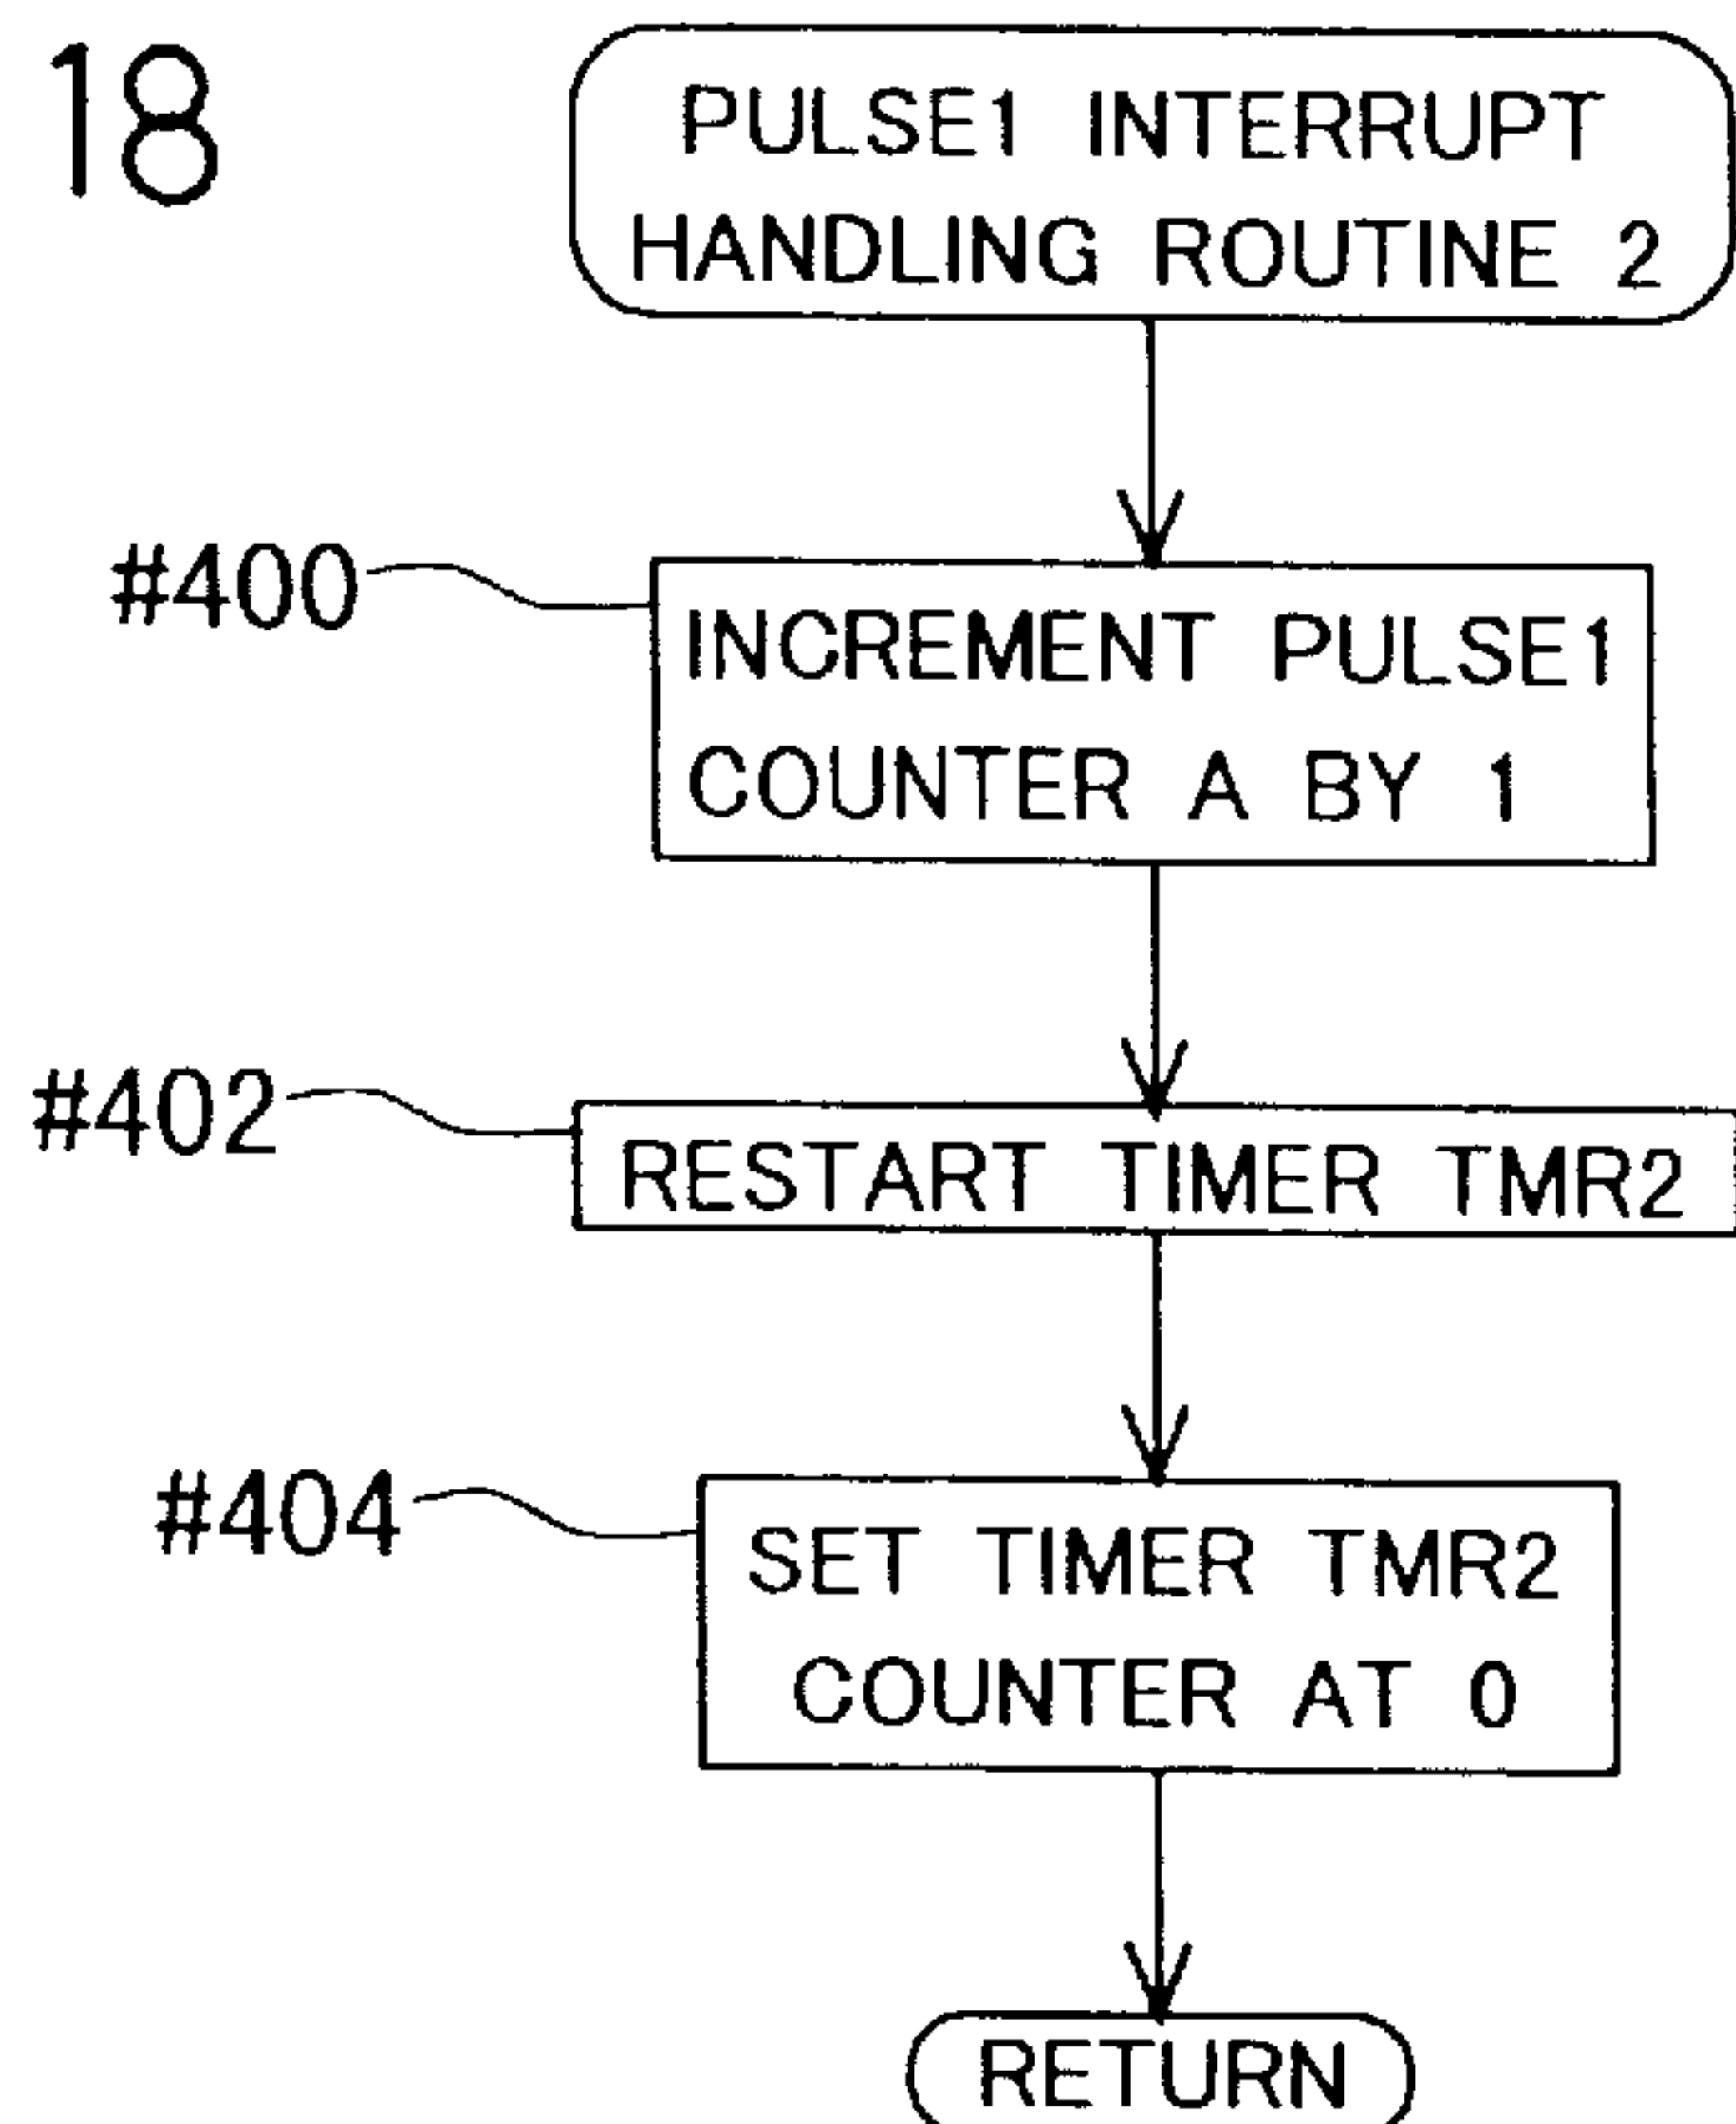 18
PULSE1 INTERRUPT
HANDLING ROUTINE 2
#400
INCREMENT PULSE1
COUNTER A BY 1
#402
RESTART TIMER TMR2
#404
SET TIMER TMR2
COUNTER AT 0
RETURN